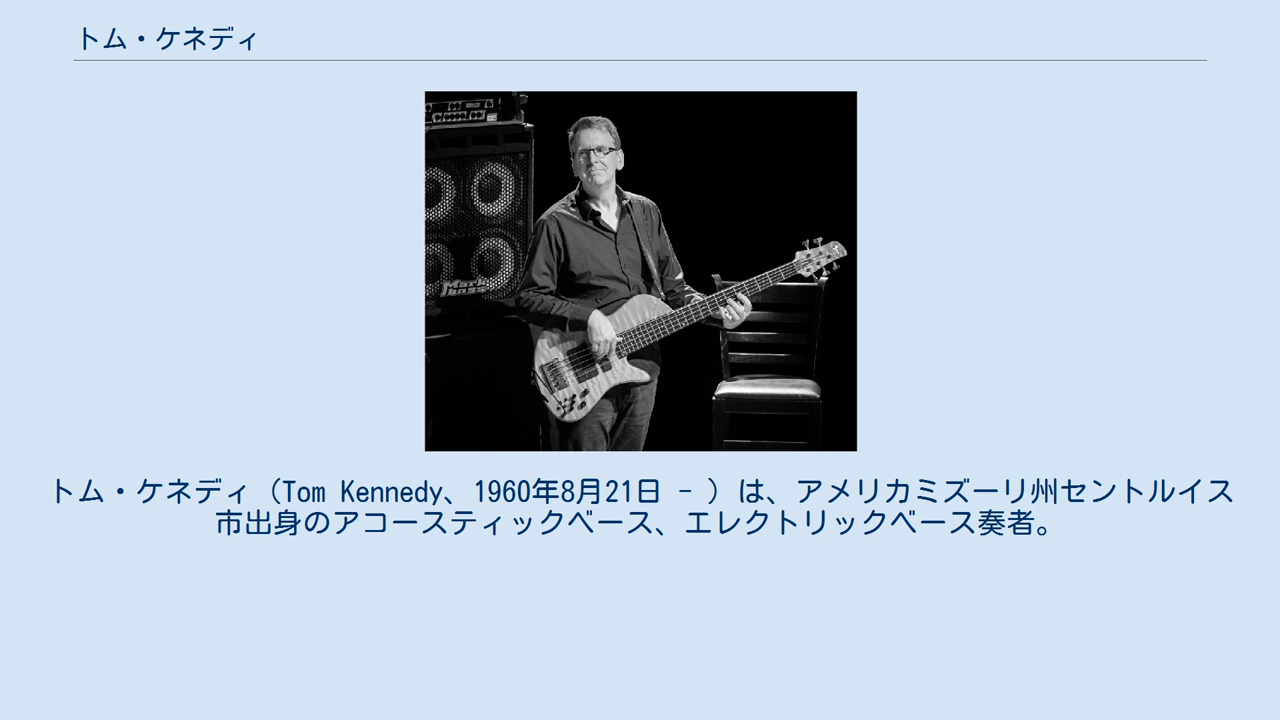 トム・ケネディ
Mark
bass
トム・ケネディ（Tom Kennedy、1960年8月21日 - ）は、アメリカミズーリ州セントルイス
市出身のアコースティックベース、エレクトリックベース奏者。